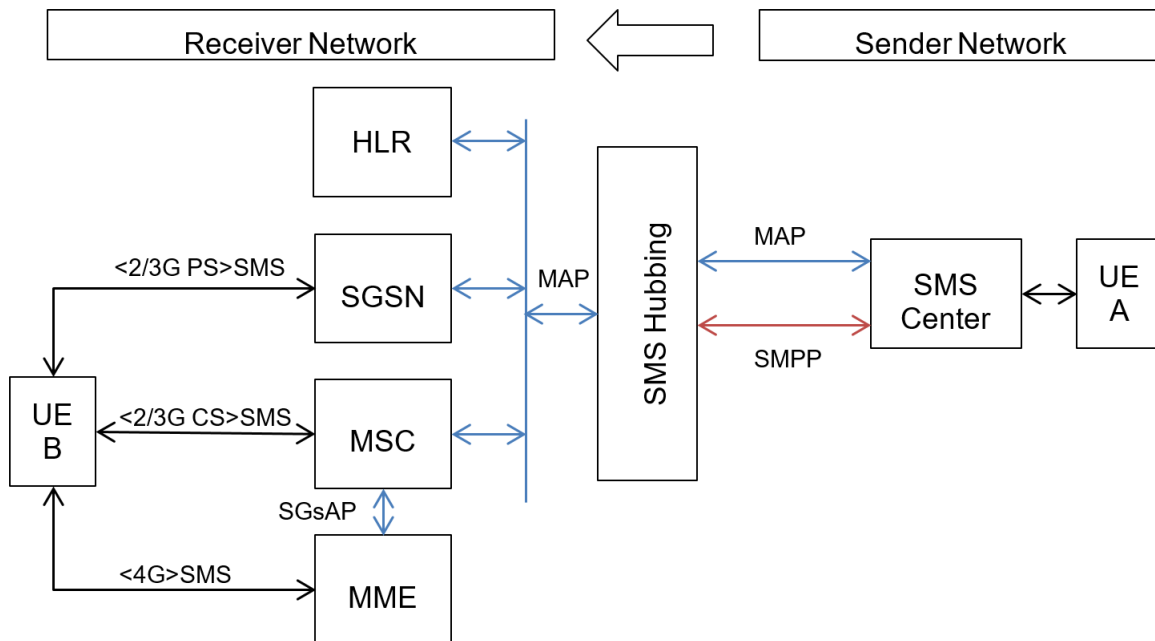 Receiver Network
Sender Network
HLR
<2/3G PS>SMS
SGSN
MAP
SMS Hubbing
MAP
SMPP
SMS
Center
UE
A
UE
B
<2/3G CS>SMS
MSC
SGsAP
<4G>SMS
MME